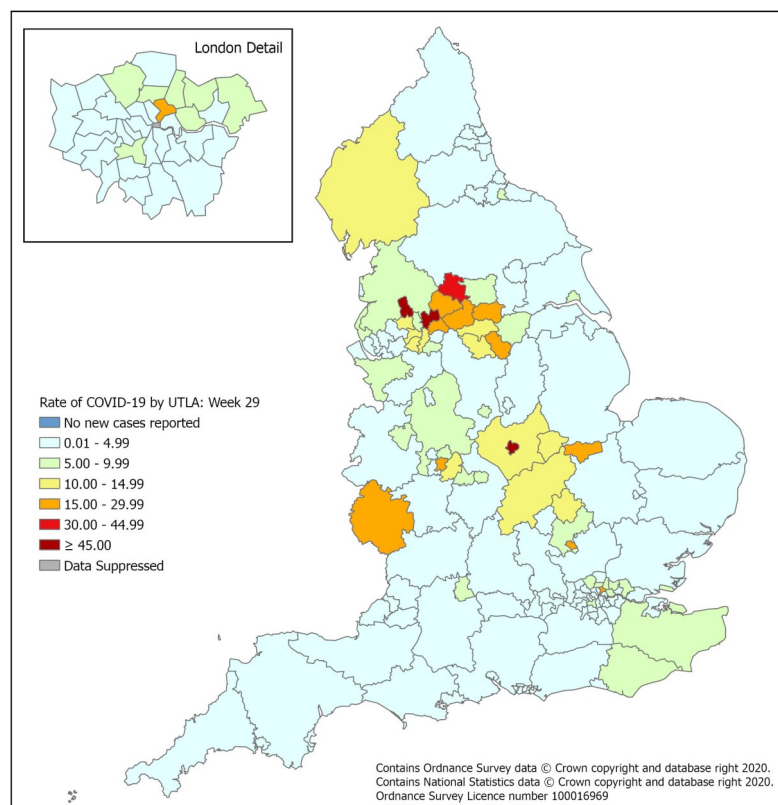 London Detail
Rate of COVID-19 by UTLA: Week 29
No new cases reported
0.01 - 4.99
5.00 - 9.99
10.00 - 14.99
15.00 - 29.99
30.00 - 44.99
≥ 45.00
Data Suppressed
Contains Ordnance Survey data © Crown copyright and database right 2020.
Contains National Statistics data © Crown copyright and database right 2020.
Ordnance Survey Licence number 100016969